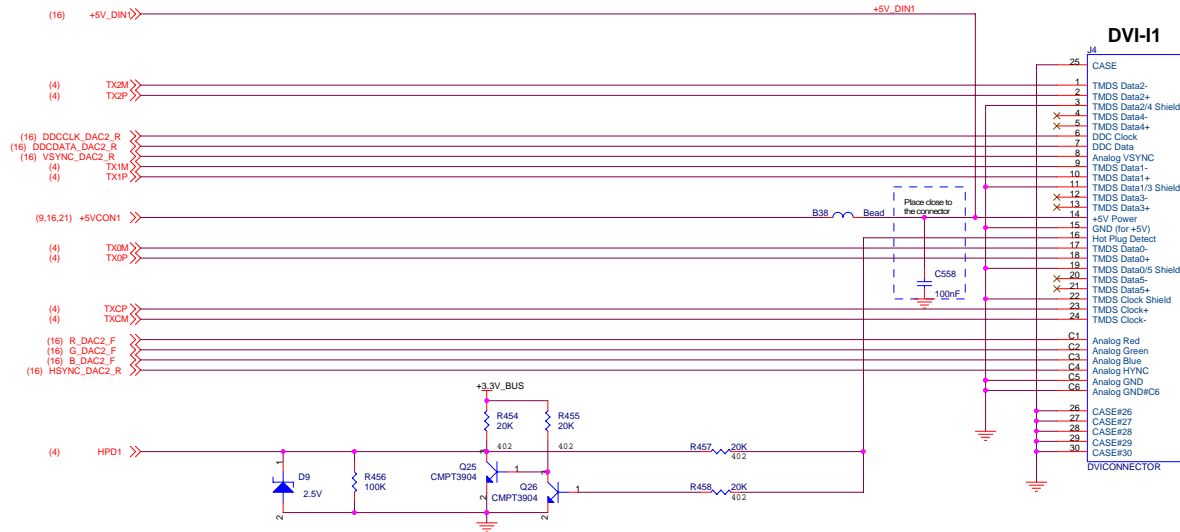 (16) +5V_DIN1
+5V_DIN1
DVI-I1
J4
25 CASE
(4) TX2M
1 TMDS Data2-
(4) TX2P
2 TMDS Data2+
3 TMDS Data2/4 Shield
4 TMDS Data4-
5 TMDS Data4+
(16) DDCCLK_DAC2_R
6 DDC Clock
(16) DDCDATA_DAC2_R
7 DDC Data
(16) VSYNC_DAC2_R
8 Analog VSYNC
(4) TX1M
9 TMDS Data1-
(4) TX1P
10 TMDS Data1+
11 TMDS Data1/3 Shield
12 TMDS Data3-
13 TMDS Data3+
Place close to
the connector
(9,16,21) +5VCON1
B38 Bead
14 +5V Power
15 GND (for +5V)
16 Hot Plug Detect
(4) TX0M
17 TMDS Data0-
(4) TX0P
18 TMDS Data0+
19 TMDS Data0/5 Shield
20 TMDS Data5-
21 TMDS Data5+
C558
100nF
22 TMDS Clock Shield
(4) TXCP
23 TMDS Clock+
(4) TXCM
24 TMDS Clock-
(16) R_DAC2_F
C1 Analog Red
(16) G_DAC2_F
C2 Analog Green
(16) B_DAC2_F
C3 Analog Blue
(16) HSYNC_DAC2_R
C4 Analog HYNC
C5 Analog GND
C6 Analog GND#C6
26 CASE#26
27 CASE#27
28 CASE#28
29 CASE#29
30 CASE#30
DVICONNECTOR
+3.3V_BUS
R454
20K
402
R455
20K
402
(4) HPD1
R457 20K
402
1
D9
2.5V
2
R456
100K
3
Q25
CMPT3904
1
2
3
Q26
CMPT3904
1
2
R458 20K
402